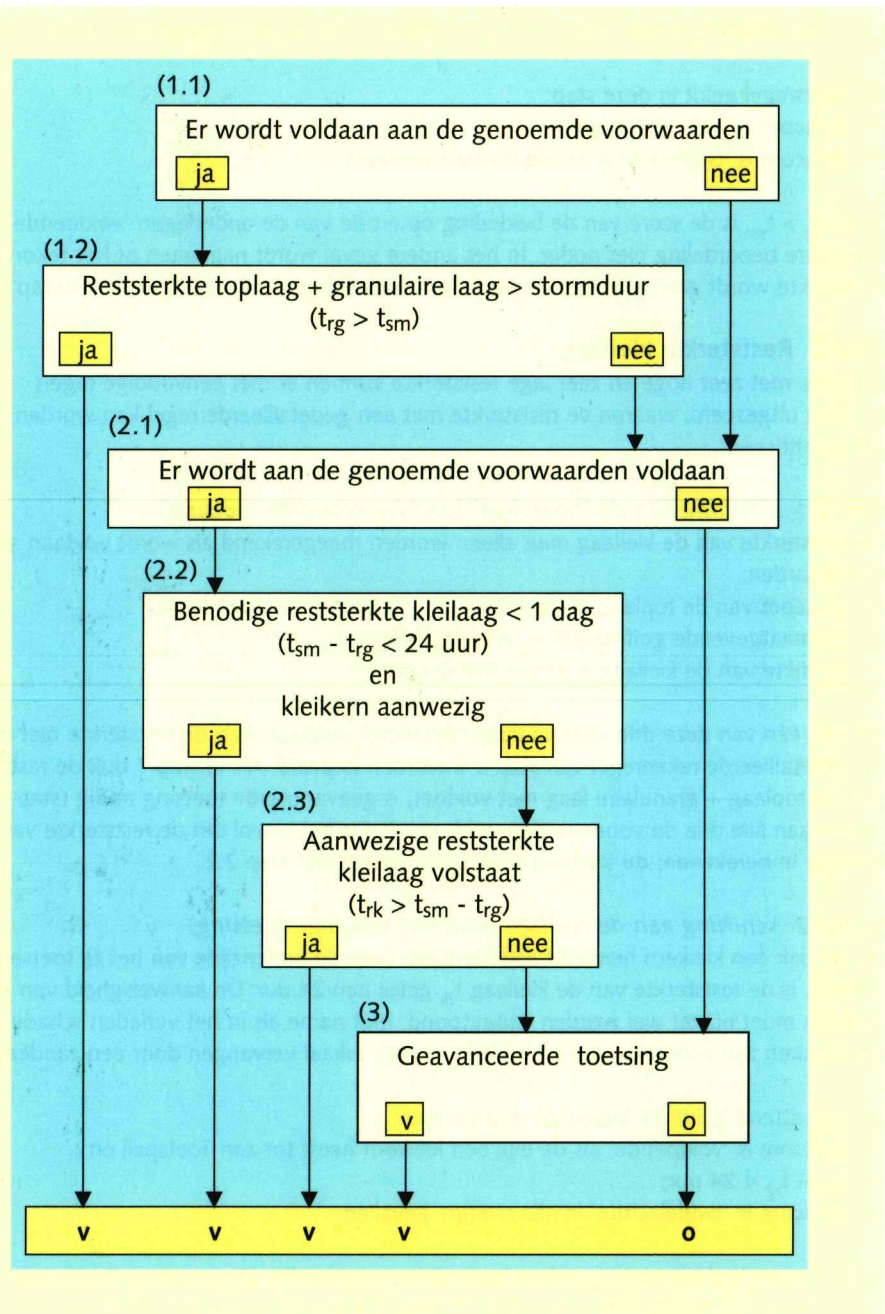 (1.1)
Er wordt voldaan aan de genoemde voorwaarden
ja nee
(1.2)
Reststerkte toplaag + granulaire laag > stormduur
(trg > tsm)
ja nee
(2.1)
Er wordt aan de genoemde voorwaarden voldaan
ja nee
(2.2)
Benodige reststerkte kleilaag < 1 dag
(tsm - trg < 24 uur)
en
kleikern aanwezig
ja nee
(2.3)
Aanwezige reststerkte
kleilaag volstaat
(trk > tsm - trg)
ja nee
(3)
Geavanceerde toetsing
v o
v v v v o